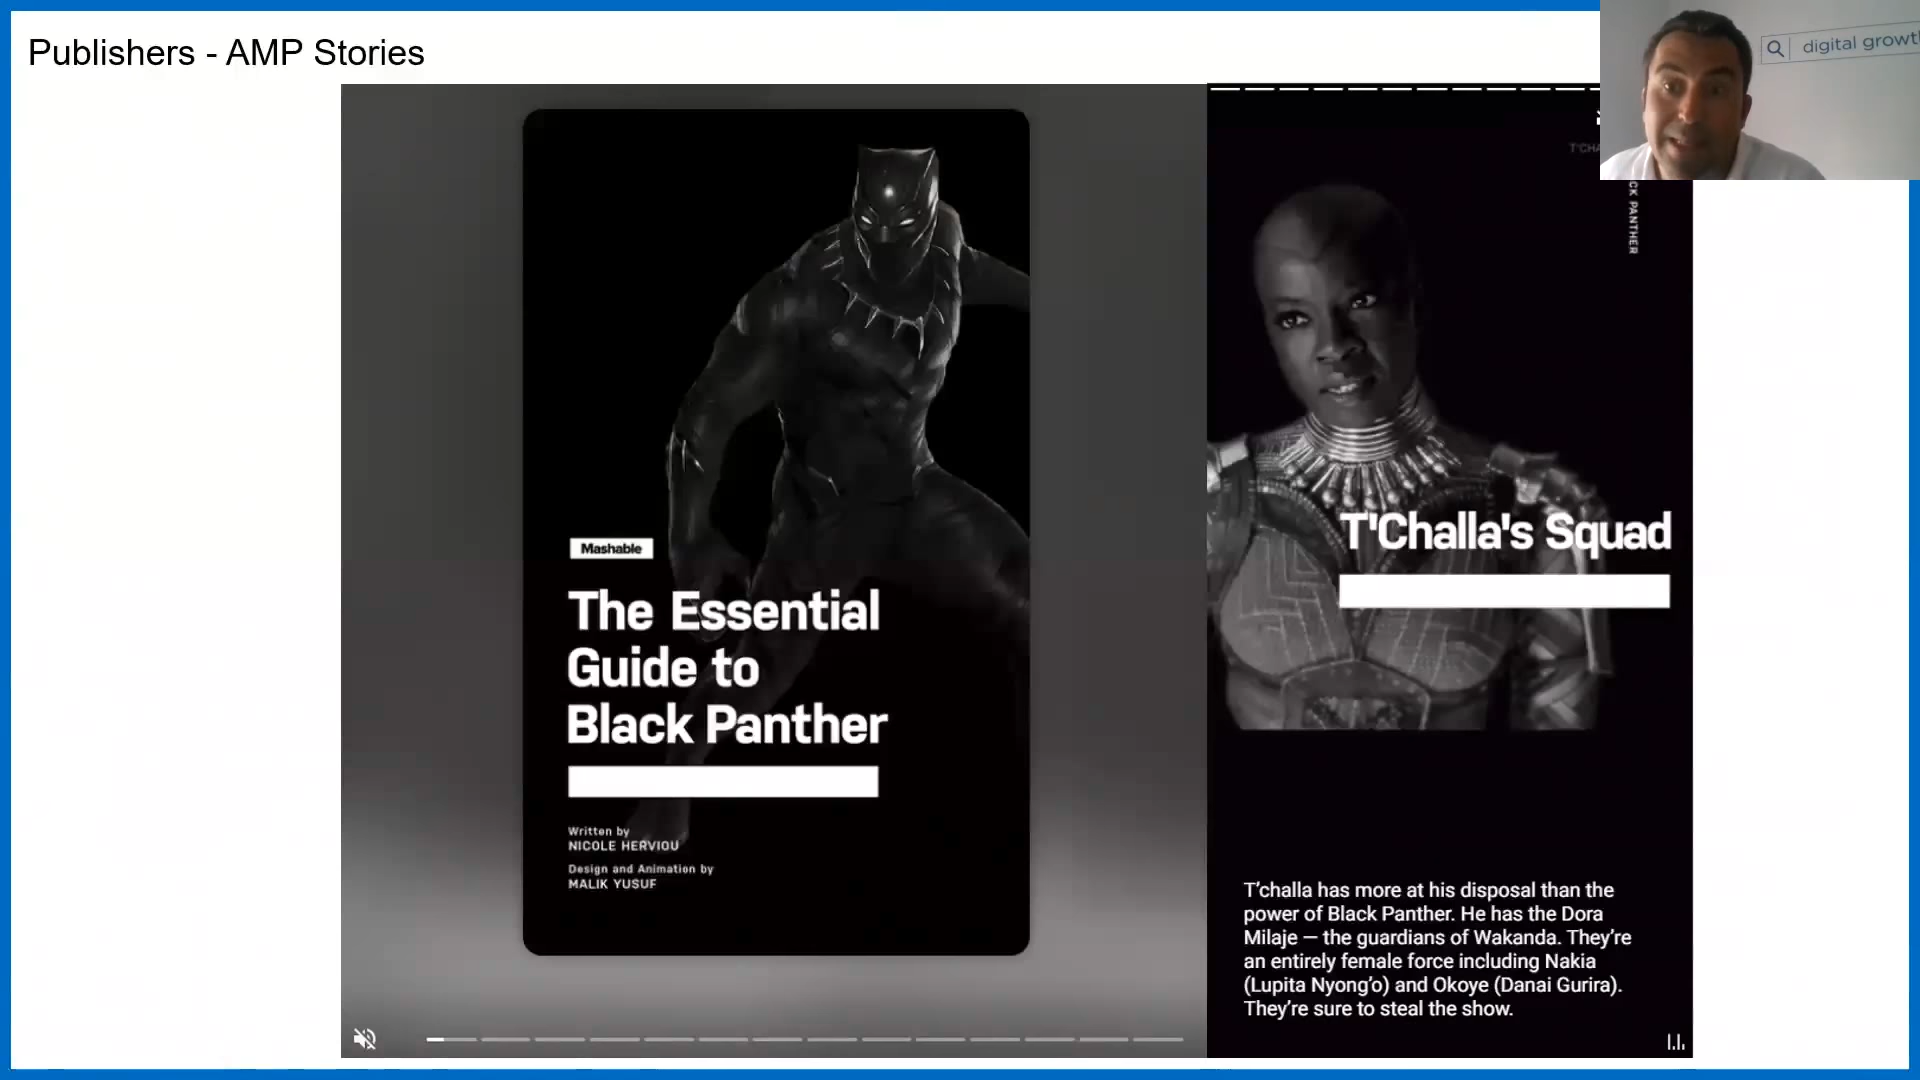 Publishers - AMP Stories
digital growth
Mashable
The Essential
Guide to
Black Panther
Written by
NICOLE HERVIOU
Design and Animation by
MALIK YUSUF
PANTHER
T'Challa's Squad
T'challa has more at his disposal than the
power of Black Panther. He has the Dora
Milaje — the guardians of Wakanda. They're
an entirely female force including Nakia
(Lupita Nyong'o) and Okoye (Danai Gurira).
They're sure to steal the show.